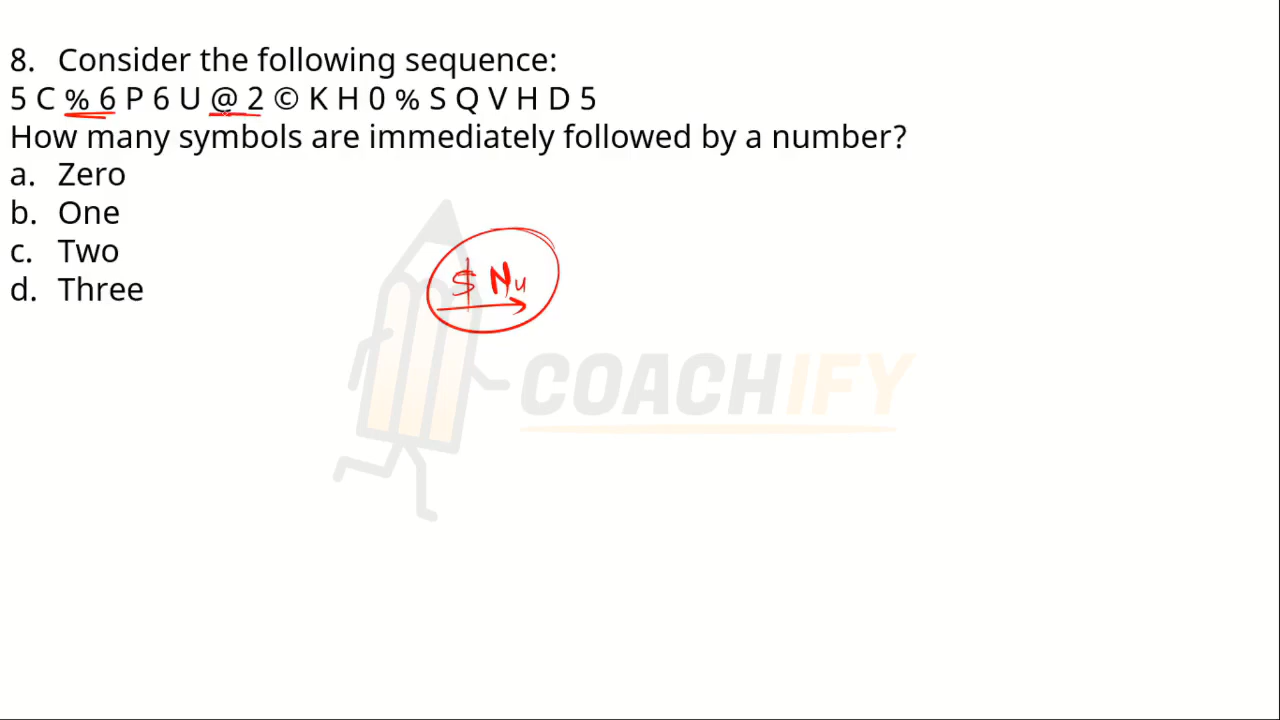 8. Consider the following sequence:
5 C % 6 P 6 U @ 2 © K H 0 % S Q V H D 5
How many symbols are immediately followed by a number?
a. Zero
b. One
c. Two
d. Three
$ Nu
COACHIFY